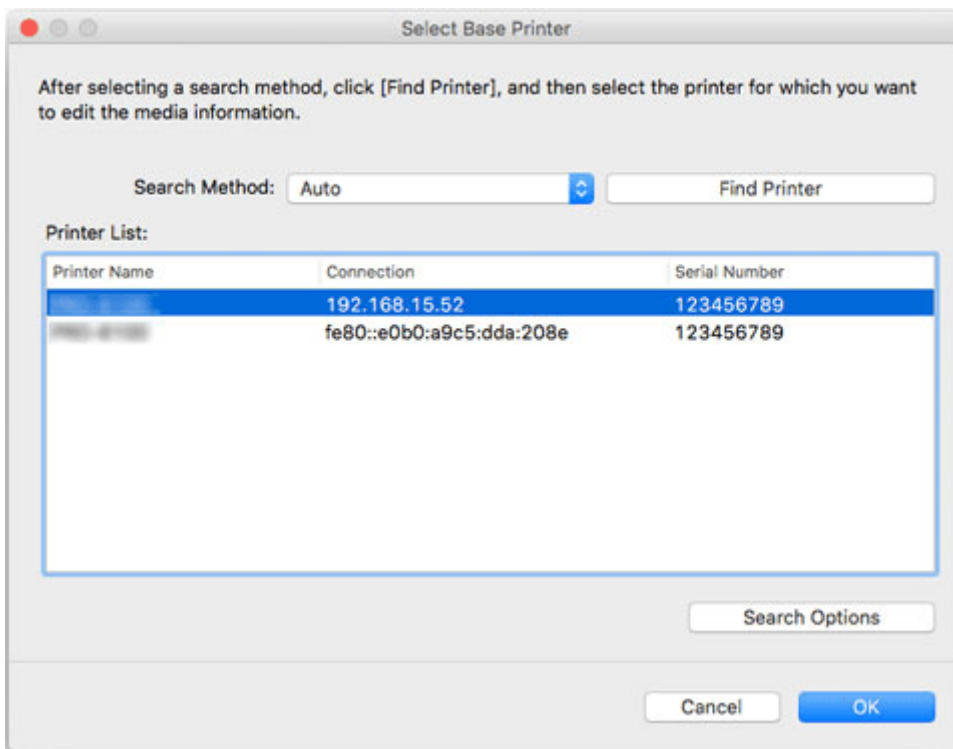 Select Base Printer
After selecting a search method, click [Find Printer], and then select the printer for which you want
to edit the media information.
Search Method: Auto Find Printer
Printer List:
Printer Name Connection Serial Number
192.168.15.52 123456789
fe80::e0b0:a9c5:dda:208e 123456789
Search Options
Cancel OK